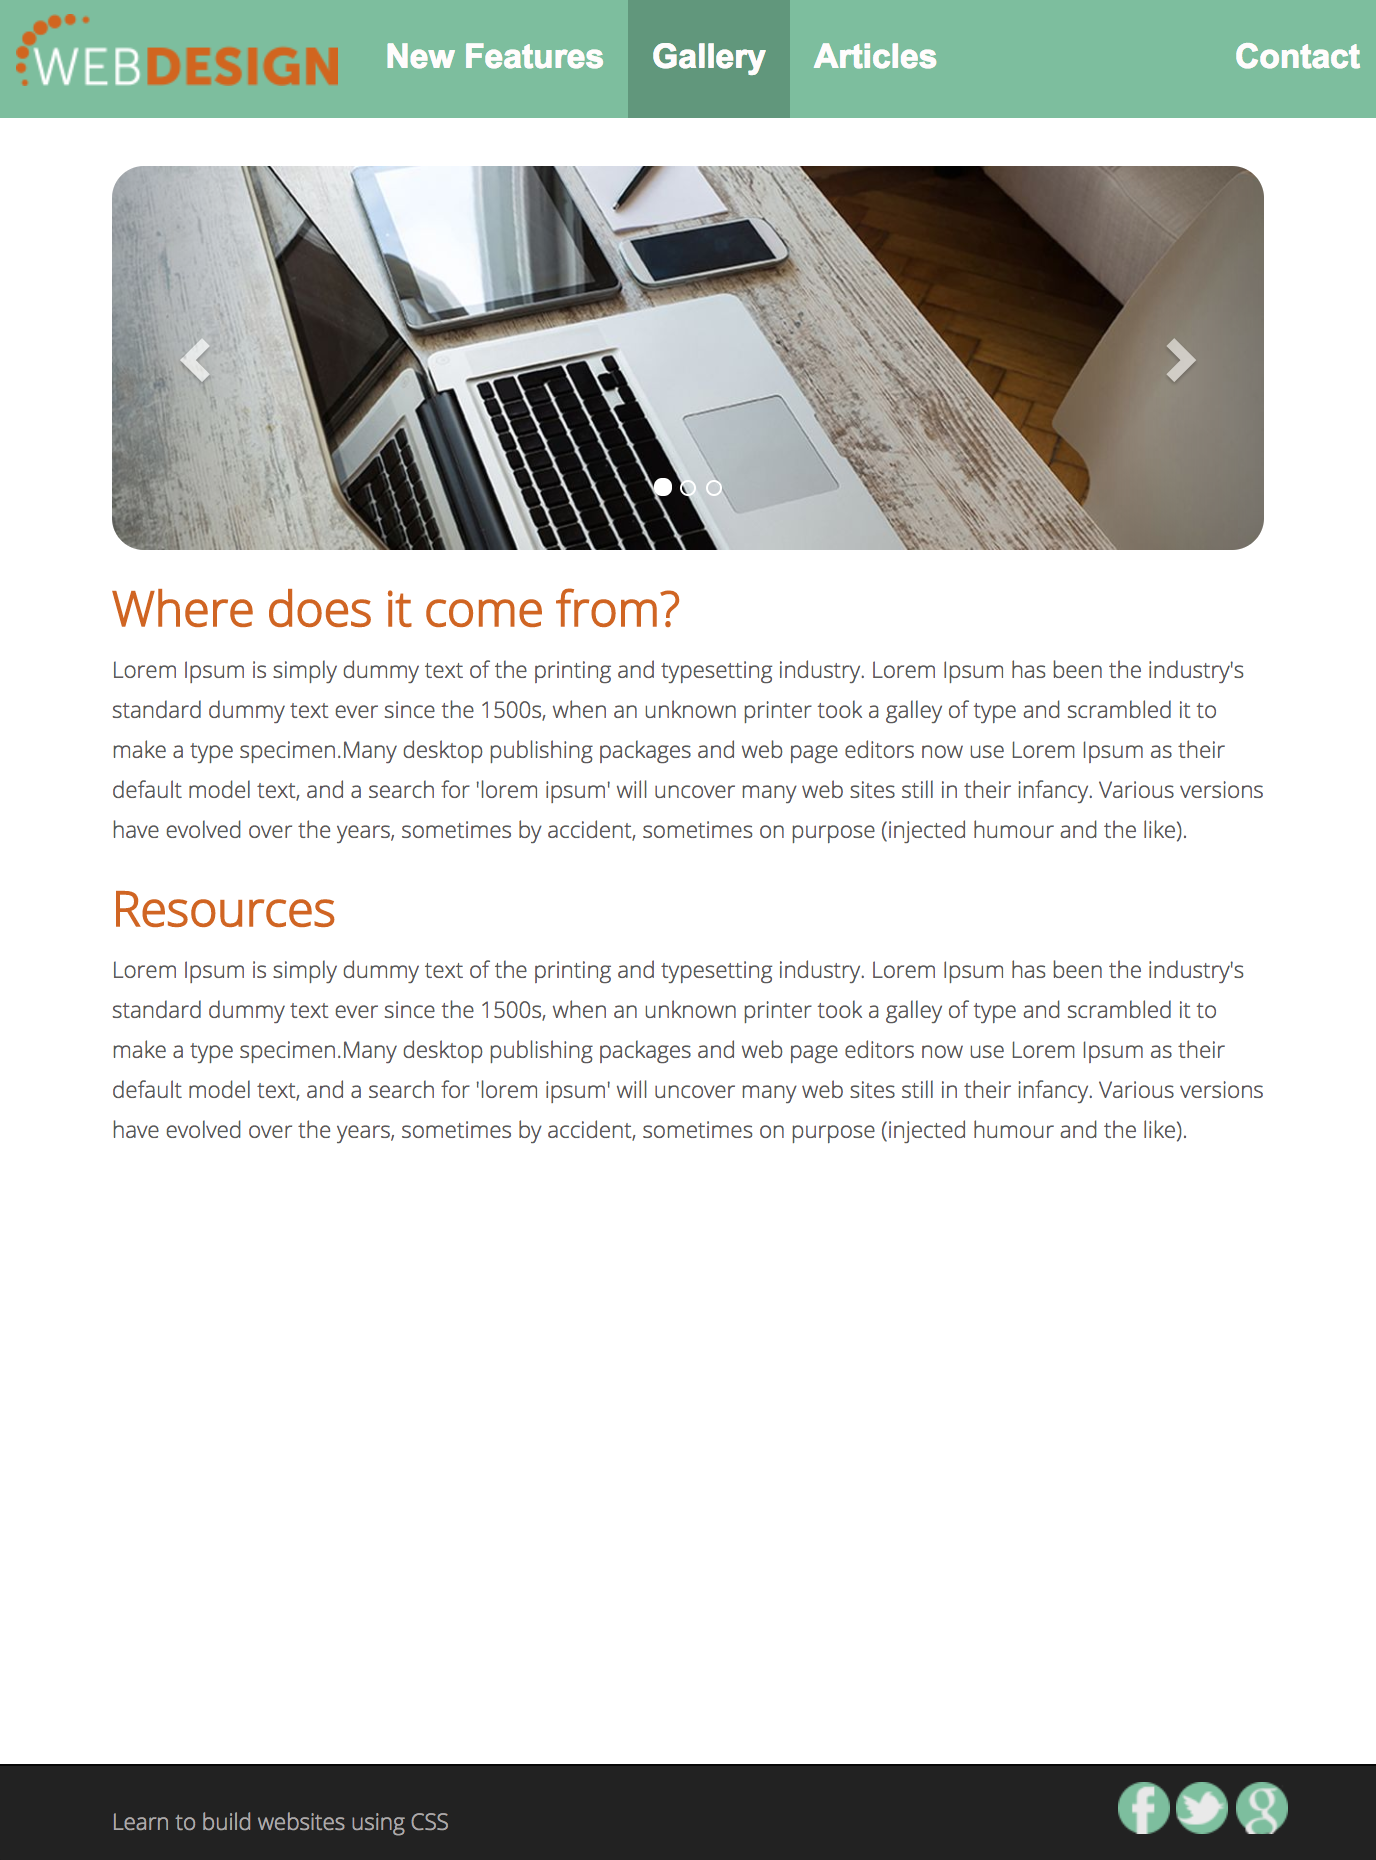 WEBDESIGN New Features Gallery Articles Contact
Where does it come from?
Lorem Ipsum is simply dummy text of the printing and typesetting industry. Lorem Ipsum has been the industry's
standard dummy text ever since the 1500s, when an unknown printer took a galley of type and scrambled it to
make a type specimen.Many desktop publishing packages and web page editors now use Lorem Ipsum as their
default model text, and a search for 'lorem ipsum' will uncover many web sites still in their infancy. Various versions
have evolved over the years, sometimes by accident, sometimes on purpose (injected humour and the like).
Resources
Lorem Ipsum is simply dummy text of the printing and typesetting industry. Lorem Ipsum has been the industry's
standard dummy text ever since the 1500s, when an unknown printer took a galley of type and scrambled it to
make a type specimen.Many desktop publishing packages and web page editors now use Lorem Ipsum as their
default model text, and a search for 'lorem ipsum' will uncover many web sites still in their infancy. Various versions
have evolved over the years, sometimes by accident, sometimes on purpose (injected humour and the like).
Learn to build websites using CSS